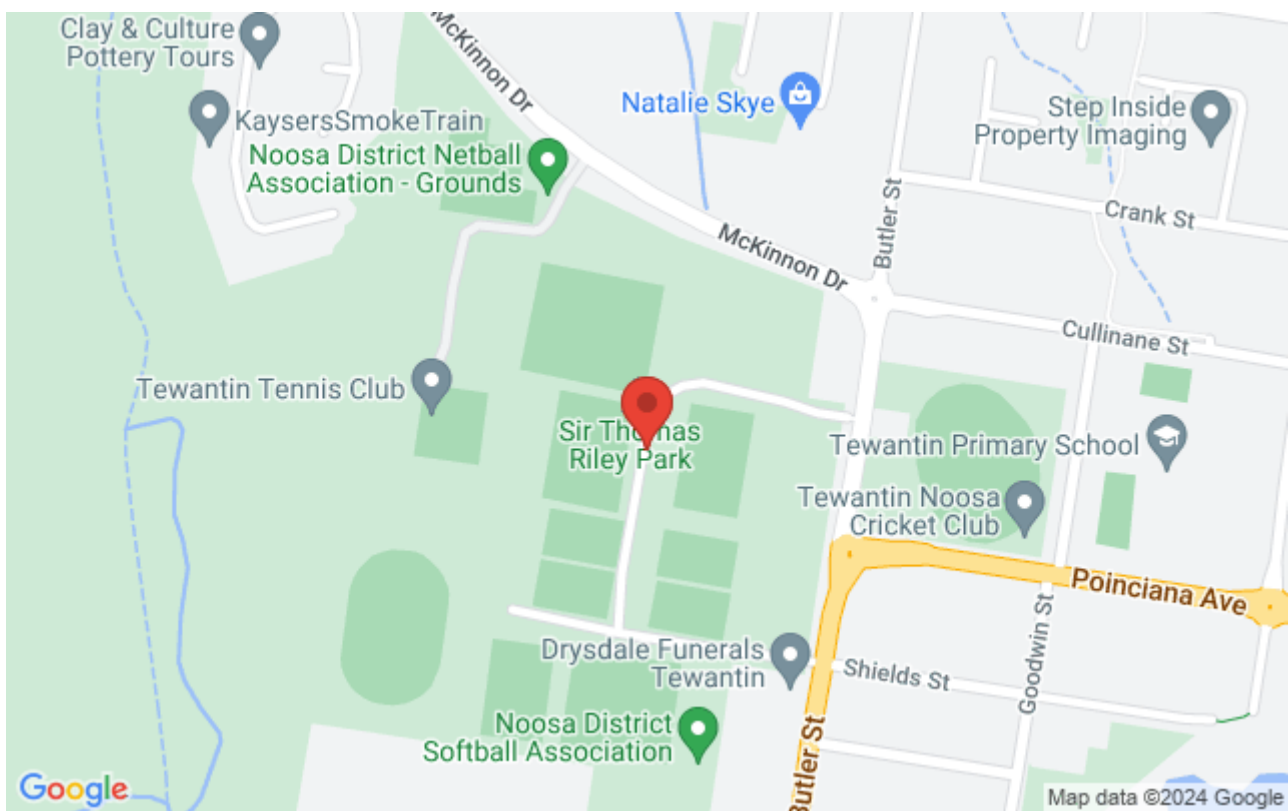 Clay & Culture
Pottery Tours
McKinnon Dr
Natalie Skye
Step Inside
Property Imaging
KaysersSmokeTrain
Noosa District Netball
Association - Grounds
Butler St
Crank St
McKinnon Dr
Cullinane St
Tewantin Tennis Club
Sir Thomas
Riley Park
Tewantin Primary School
Tewantin Noosa
Cricket Club
Poinciana Ave
Goodwin St
Drysdale Funerals
Tewantin
Shields St
Noosa District
Softball Association
Butler St
Google
Map data ©2024 Google